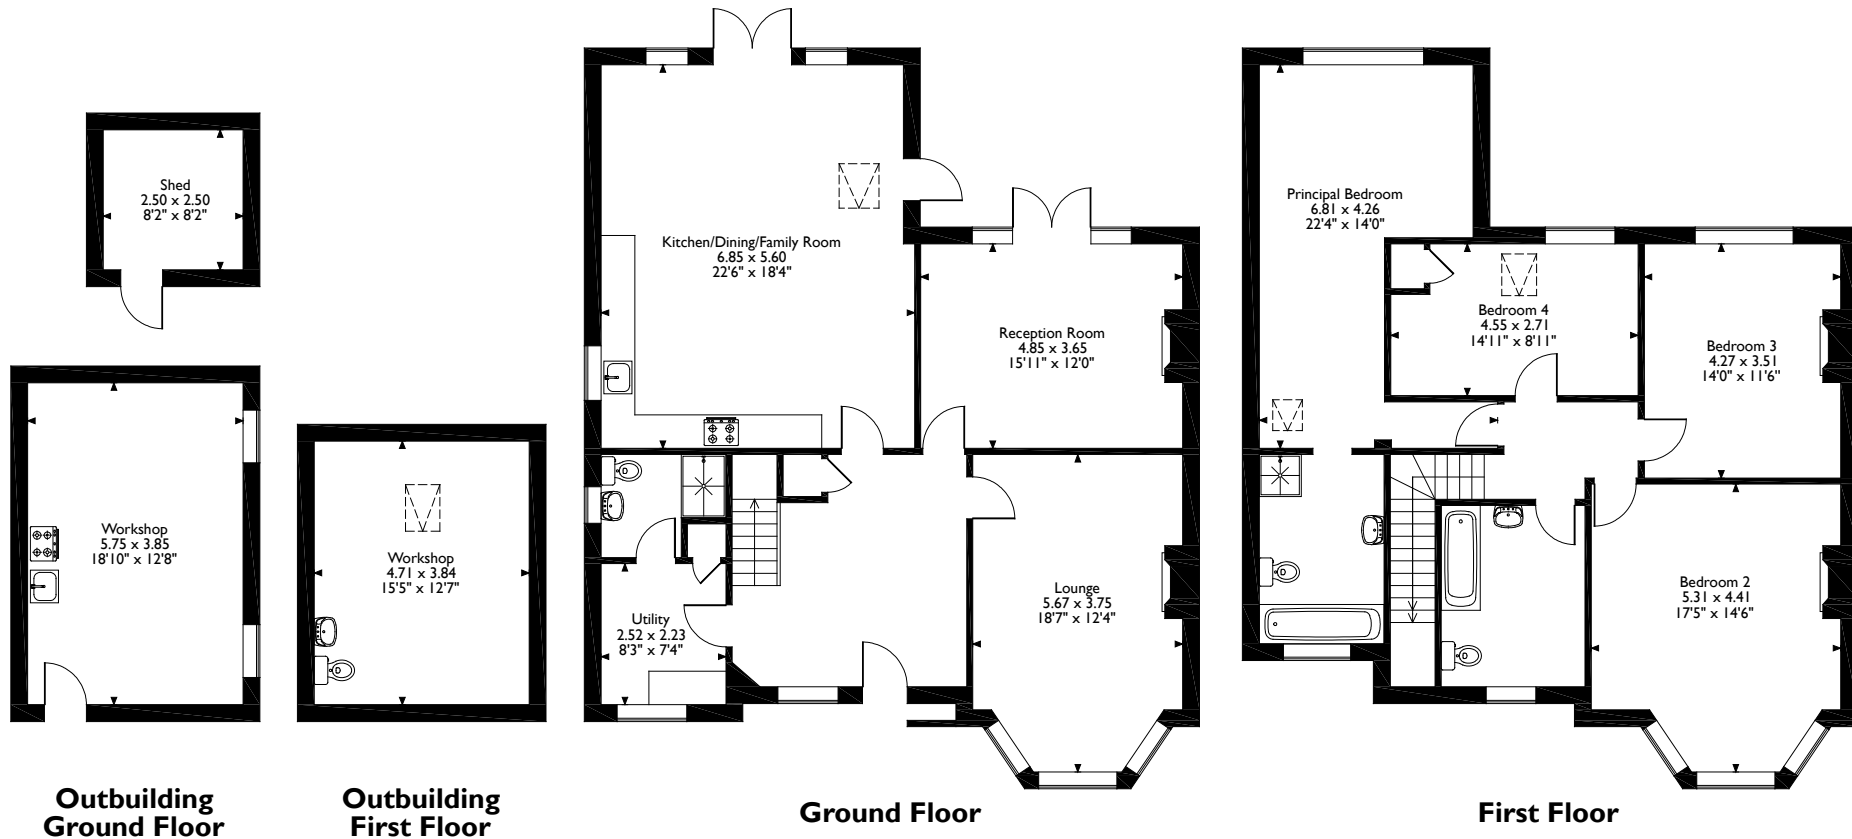 Shed
2.50 x 2.50
8'2" x 8'2"
Workshop
5.75 x 3.85
18'10" x 12'8"
Outbuilding
Ground Floor
Workshop
4.71 x 3.84
15'5" x 12'7"
Outbuilding
First Floor
Kitchen/Dining/Family Room
6.85 x 5.60
22'6" x 18'4"
Reception Room
4.85 x 3.65
15'11" x 12'0"
Utility
2.52 x 2.23
8'3" x 7'4"
Lounge
5.67 x 3.75
18'7" x 12'4"
Ground Floor
Principal Bedroom
6.81 x 4.26
22'4" x 14'0"
Bedroom 4
4.55 x 2.71
14'11" x 8'11"
Bedroom 3
4.27 x 3.51
14'0" x 11'6"
Bedroom 2
5.31 x 4.41
17'5" x 14'6"
First Floor